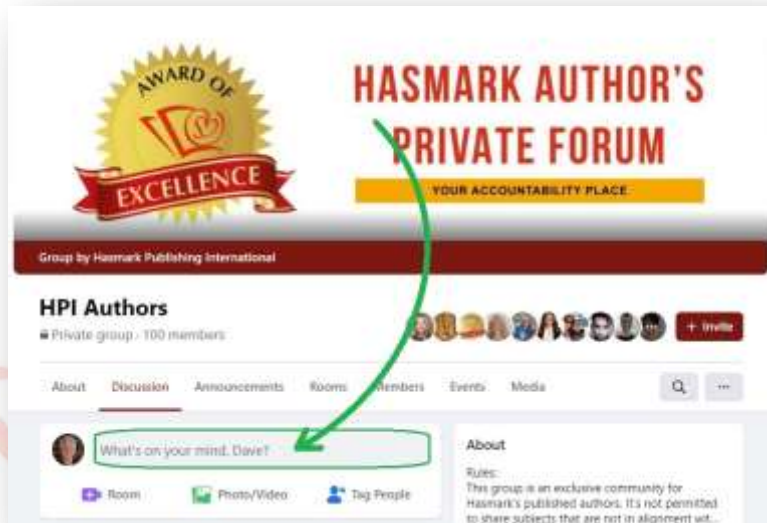 AWARD OF
EXCELLENCE
HASMARK AUTHOR'S
PRIVATE FORUM
YOUR ACCOUNTABILITY PLACE
Group by Hasmark Publishing International
HPI Authors
Private group · 100 members
+ Invite
About Discussion Announcements Rooms Members Events Media
What's on your mind, Dave?
Room Photo/Video Tag People
About
Rules:
This group is an exclusive community for
Hasmark's published authors. It's not permitted
to share subjects that are not in alignment wit...